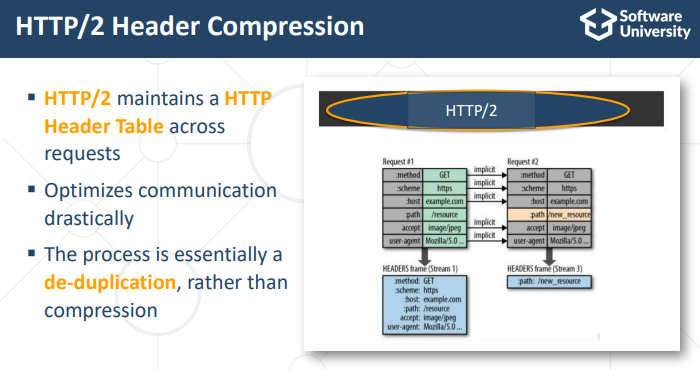 HTTP/2 Header Compression
Software
University
▪ HTTP/2 maintains a HTTP
Header Table across
requests
▪ Optimizes communication
drastically
▪ The process is essentially a
de-duplication, rather than
compression
HTTP/2
Request #1
:method GET
:scheme https
:host example.com
:path /resource
accept image/jpeg
user-agent Mozilla/5.0 ...
implicit
implicit
implicit
implicit
implicit
Request #2
:method GET
:scheme https
:host example.com
:path /new_resource
accept image/jpeg
user-agent Mozilla/5.0 ...
HEADERS frame (Stream 1)
:method: GET
:scheme: https
:host: example.com
:path: /resource
accept: image/jpeg
user-agent: Mozilla/5.0 ...
HEADERS frame (Stream 3)
:path: /new_resource